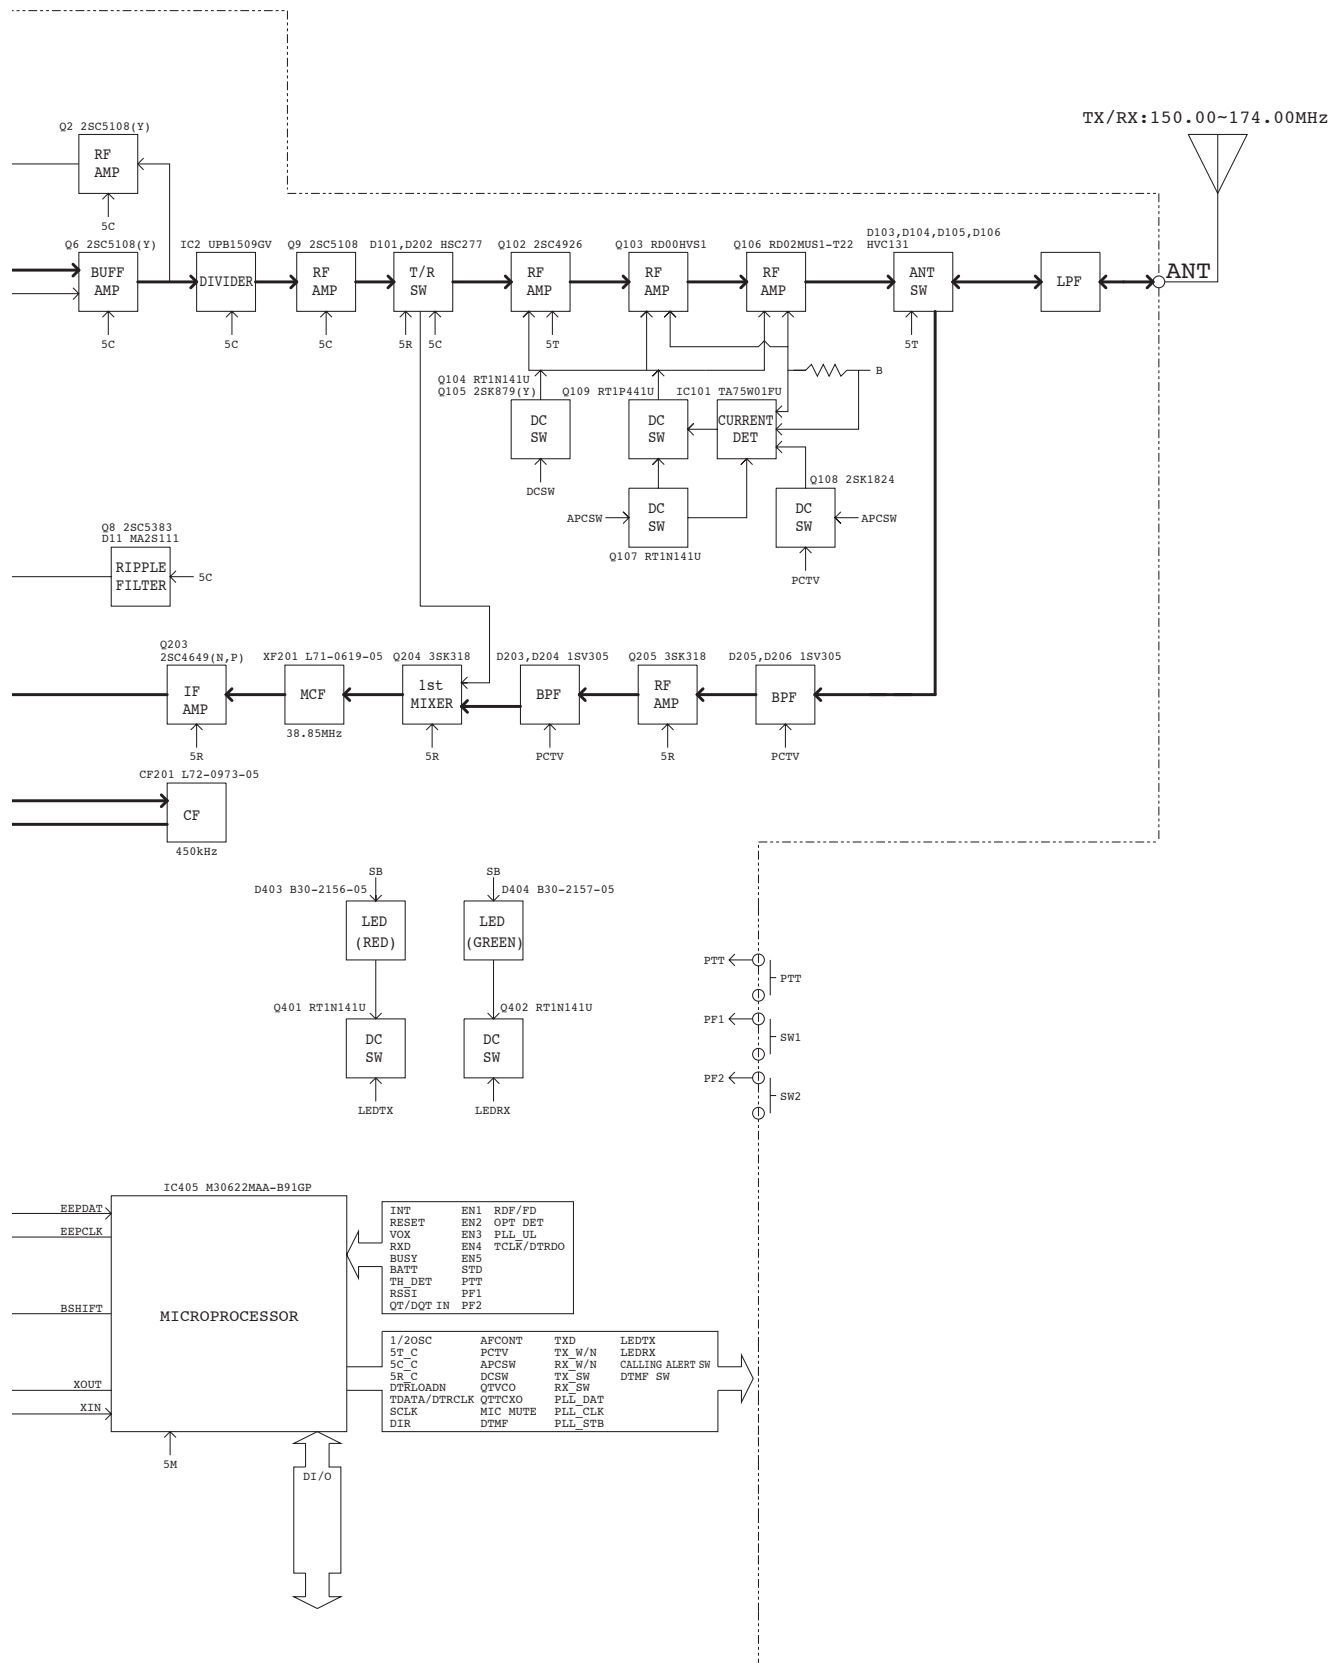 TX/RX:150.00~174.00MHz
Q2 2SC5108(Y)
RF
AMP
5C
Q6 2SC5108(Y)
BUFF
AMP
5C
IC2 UPB1509GV
DIVIDER
5C
Q9 2SC5108
RF
AMP
5C
D101,D202 HSC277
T/R
SW
5R
5C
Q102 2SC4926
RF
AMP
5T
Q103 RD00HVS1
RF
AMP
Q106 RD02MUS1-T22
RF
AMP
D103,D104,D105,D106
HVC131
ANT
SW
5T
LPF
ANT
B
Q104 RT1N141U
Q105 2SK879(Y)
DC
SW
DCSW
Q109 RT1P441U
DC
SW
IC101 TA75W01FU
CURRENT
DET
Q108 2SK1824
DC
SW
APCSW
PCTV
APCSW
DC
SW
Q107 RT1N141U
Q8 2SC5383
D11 MA2S111
RIPPLE
FILTER
5C
Q203
2SC4649(N,P)
IF
AMP
5R
XF201 L71-0619-05
MCF
38.85MHz
Q204 3SK318
1st
MIXER
5R
D203,D204 1SV305
BPF
PCTV
Q205 3SK318
RF
AMP
5R
D205,D206 1SV305
BPF
PCTV
CF201 L72-0973-05
CF
450kHz
SB
D403 B30-2156-05
LED
(RED)
SB
D404 B30-2157-05
LED
(GREEN)
Q401 RT1N141U
DC
SW
LEDTX
Q402 RT1N141U
DC
SW
LEDRX
PTT
PTT
PF1
SW1
PF2
SW2
IC405 M30622MAA-B91GP
EEPDAT
EEPCLK
BSHIFT
MICROPROCESSOR
XOUT
XIN
5M
INT EN1 RDF/FD
RESET EN2 OPT DET
VOX EN3 PLL_UL
RXD EN4 TCLK/DTRDO
BUSY EN5
BATT STD
TH_DET PTT
RSSI PF1
QT/DQT IN PF2
1/2OSC AFCONT TXD LEDTX
5T_C PCTV TX_W/N LEDRX
5C_C APCSW RX_W/N CALLING ALERT SW
5R_C DCSW TX_SW DTMF SW
DTRLOADN QTVCO RX_SW
TDATA/DTRCLK QTTCXO PLL_DAT
SCLK MIC MUTE PLL_CLK
DIR DTMF PLL_STB
DI/O